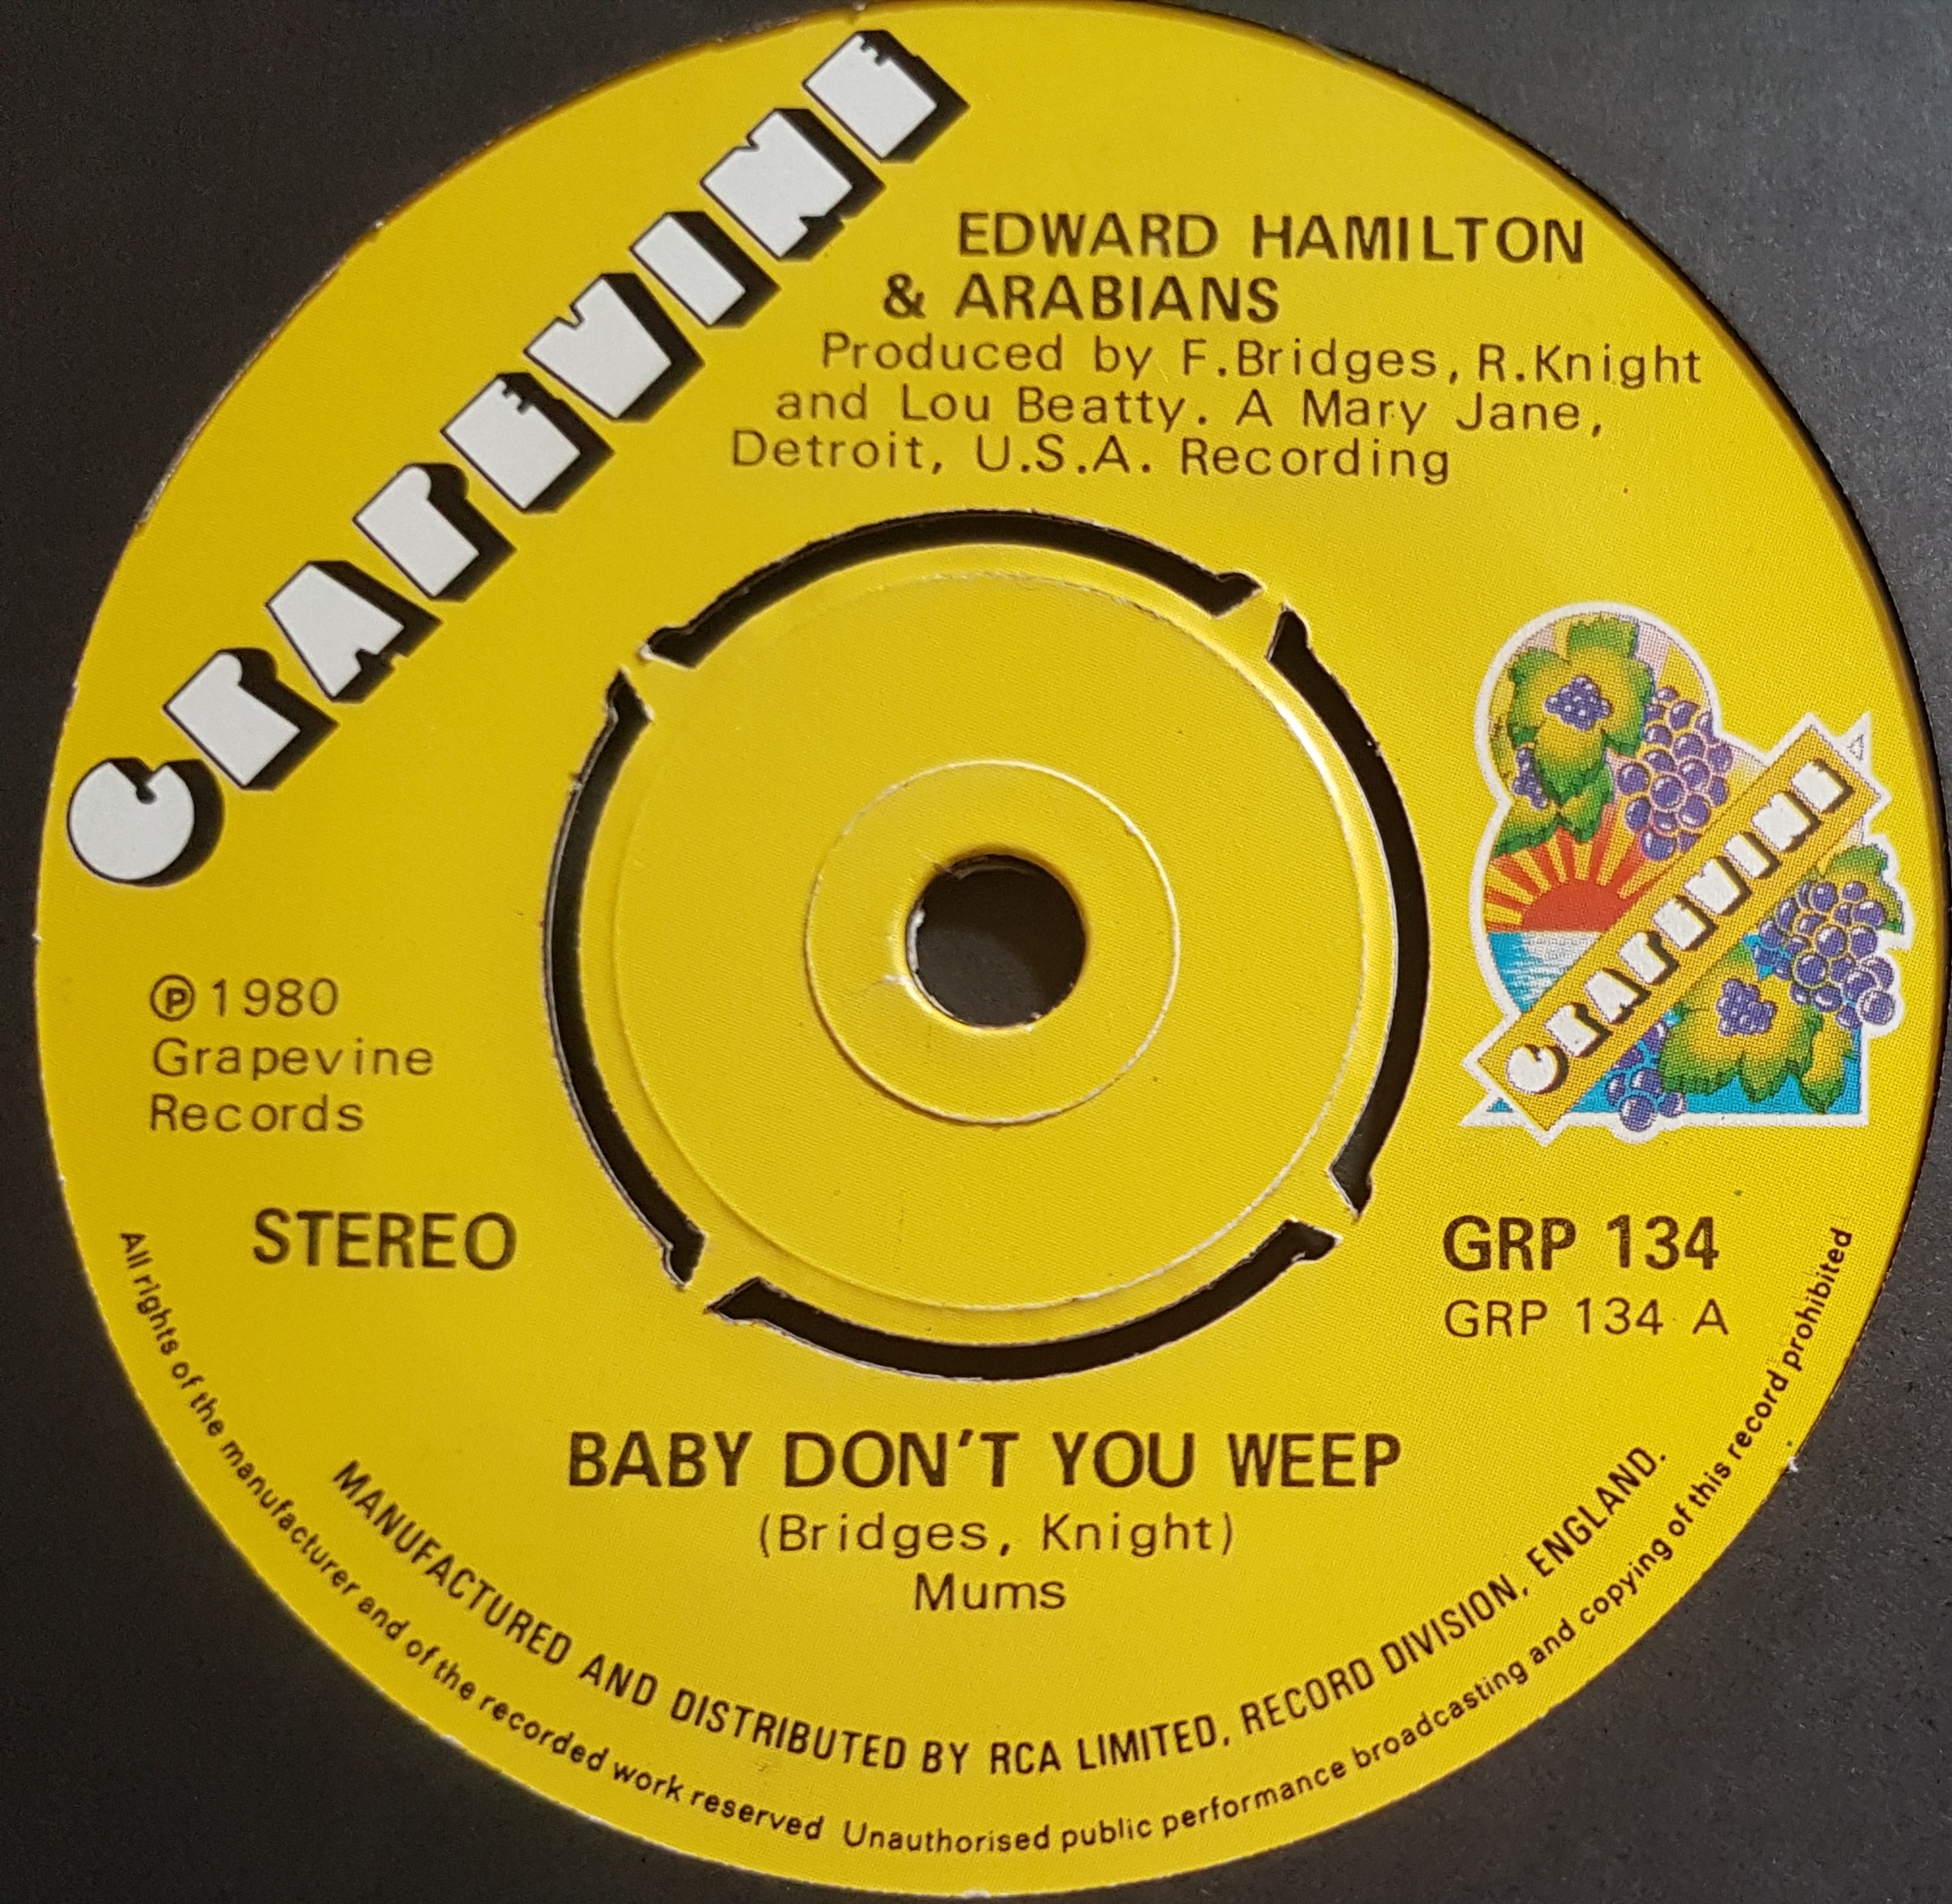 GRAPEVINE
EDWARD HAMILTON
& ARABIANS
Produced by F.Bridges, R.Knight
and Lou Beatty. A Mary Jane,
Detroit, U.S.A. Recording
GRAPEVINE
Ⓟ1980
Grapevine
Records
STEREO
GRP 134
GRP 134 A
BABY DON'T YOU WEEP
(Bridges, Knight)
Mums
MANUFACTURED AND DISTRIBUTED BY RCA LIMITED, RECORD DIVISION, ENGLAND.
All rights of the manufacturer and of the recorded work reserved Unauthorised public performance broadcasting and copying of this record prohibited